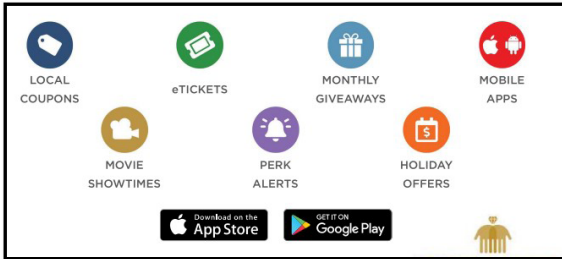 LOCAL
COUPONS
eTICKETS
MONTHLY
GIVEAWAYS
MOBILE
APPS
MOVIE
SHOWTIMES
PERK
ALERTS
$
HOLIDAY
OFFERS
Download on the
App Store
GET IT ON
Google Play